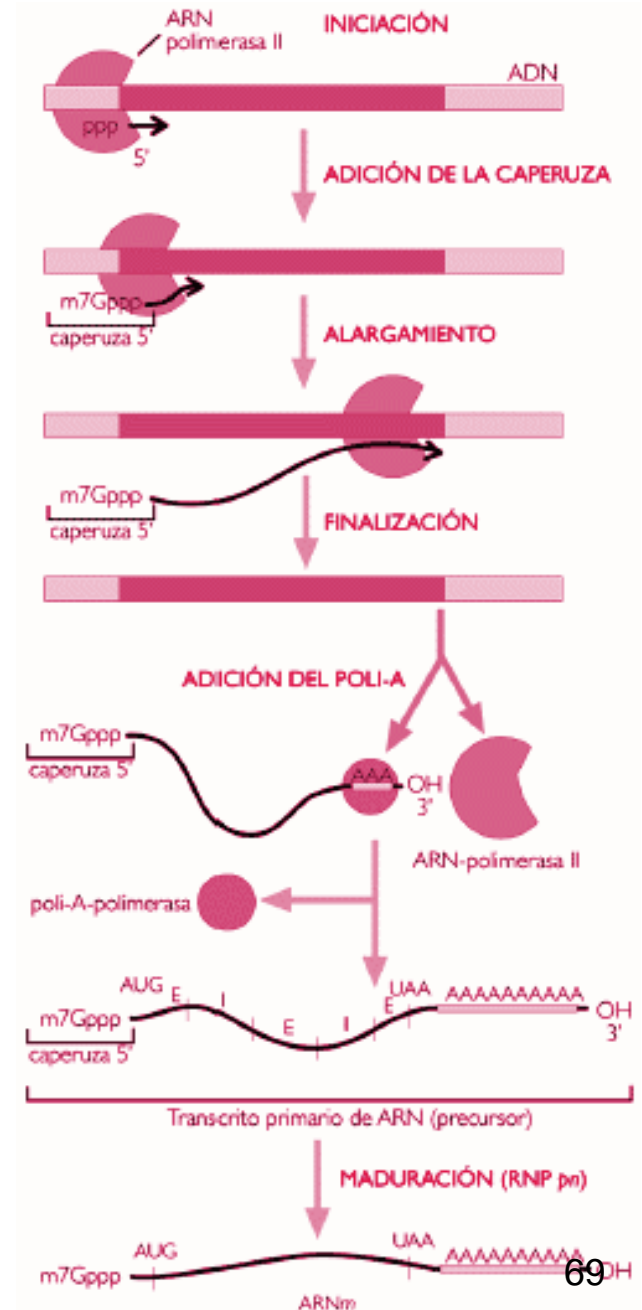 ARN
polimerasa II
INICIACIÓN
ADN
ppp
5'
ADICIÓN DE LA CAPERUZA
m7Gppp
caperuza 5'
ALARGAMIENTO
m7Gppp
caperuza 5'
FINALIZACIÓN
ADICIÓN DEL POLI-A
m7Gppp
caperuza 5'
AAA
OH
3'
ARN-polimerasa II
poli-A-polimerasa
AUG
E
I
E
I
E
UAA
AAAAAAAAAA
m7Gppp
OH
3'
caperuza 5'
Transcrito primario de ARN (precursor)
MADURACIÓN (RNP pn)
AUG
UAA
AAAAAAAAAA
m7Gppp
OH
69
ARNm